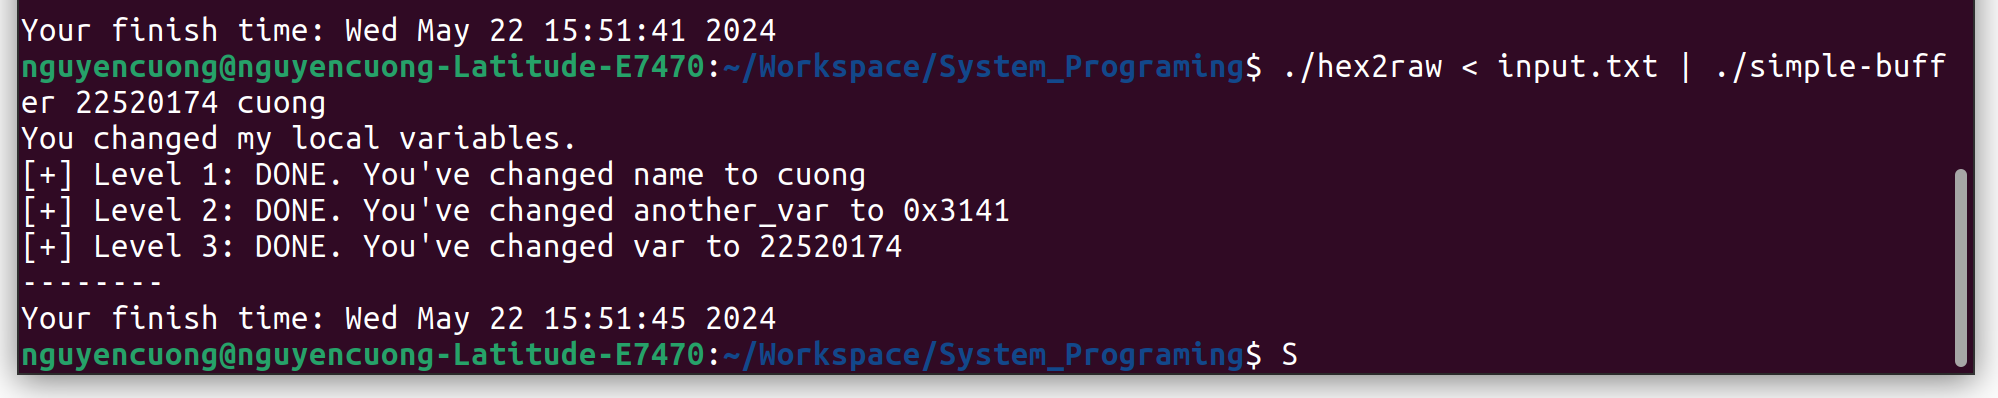 Your finish time: Wed May 22 15:51:41 2024
nguyencuong@nguyencuong-Latitude-E7470:~/Workspace/System_Programing$ ./hex2raw < input.txt | ./simple-buff
er 22520174 cuong
You changed my local variables.
[+] Level 1: DONE. You've changed name to cuong
[+] Level 2: DONE. You've changed another_var to 0x3141
[+] Level 3: DONE. You've changed var to 22520174
--------
Your finish time: Wed May 22 15:51:45 2024
nguyencuong@nguyencuong-Latitude-E7470:~/Workspace/System_Programing$ S